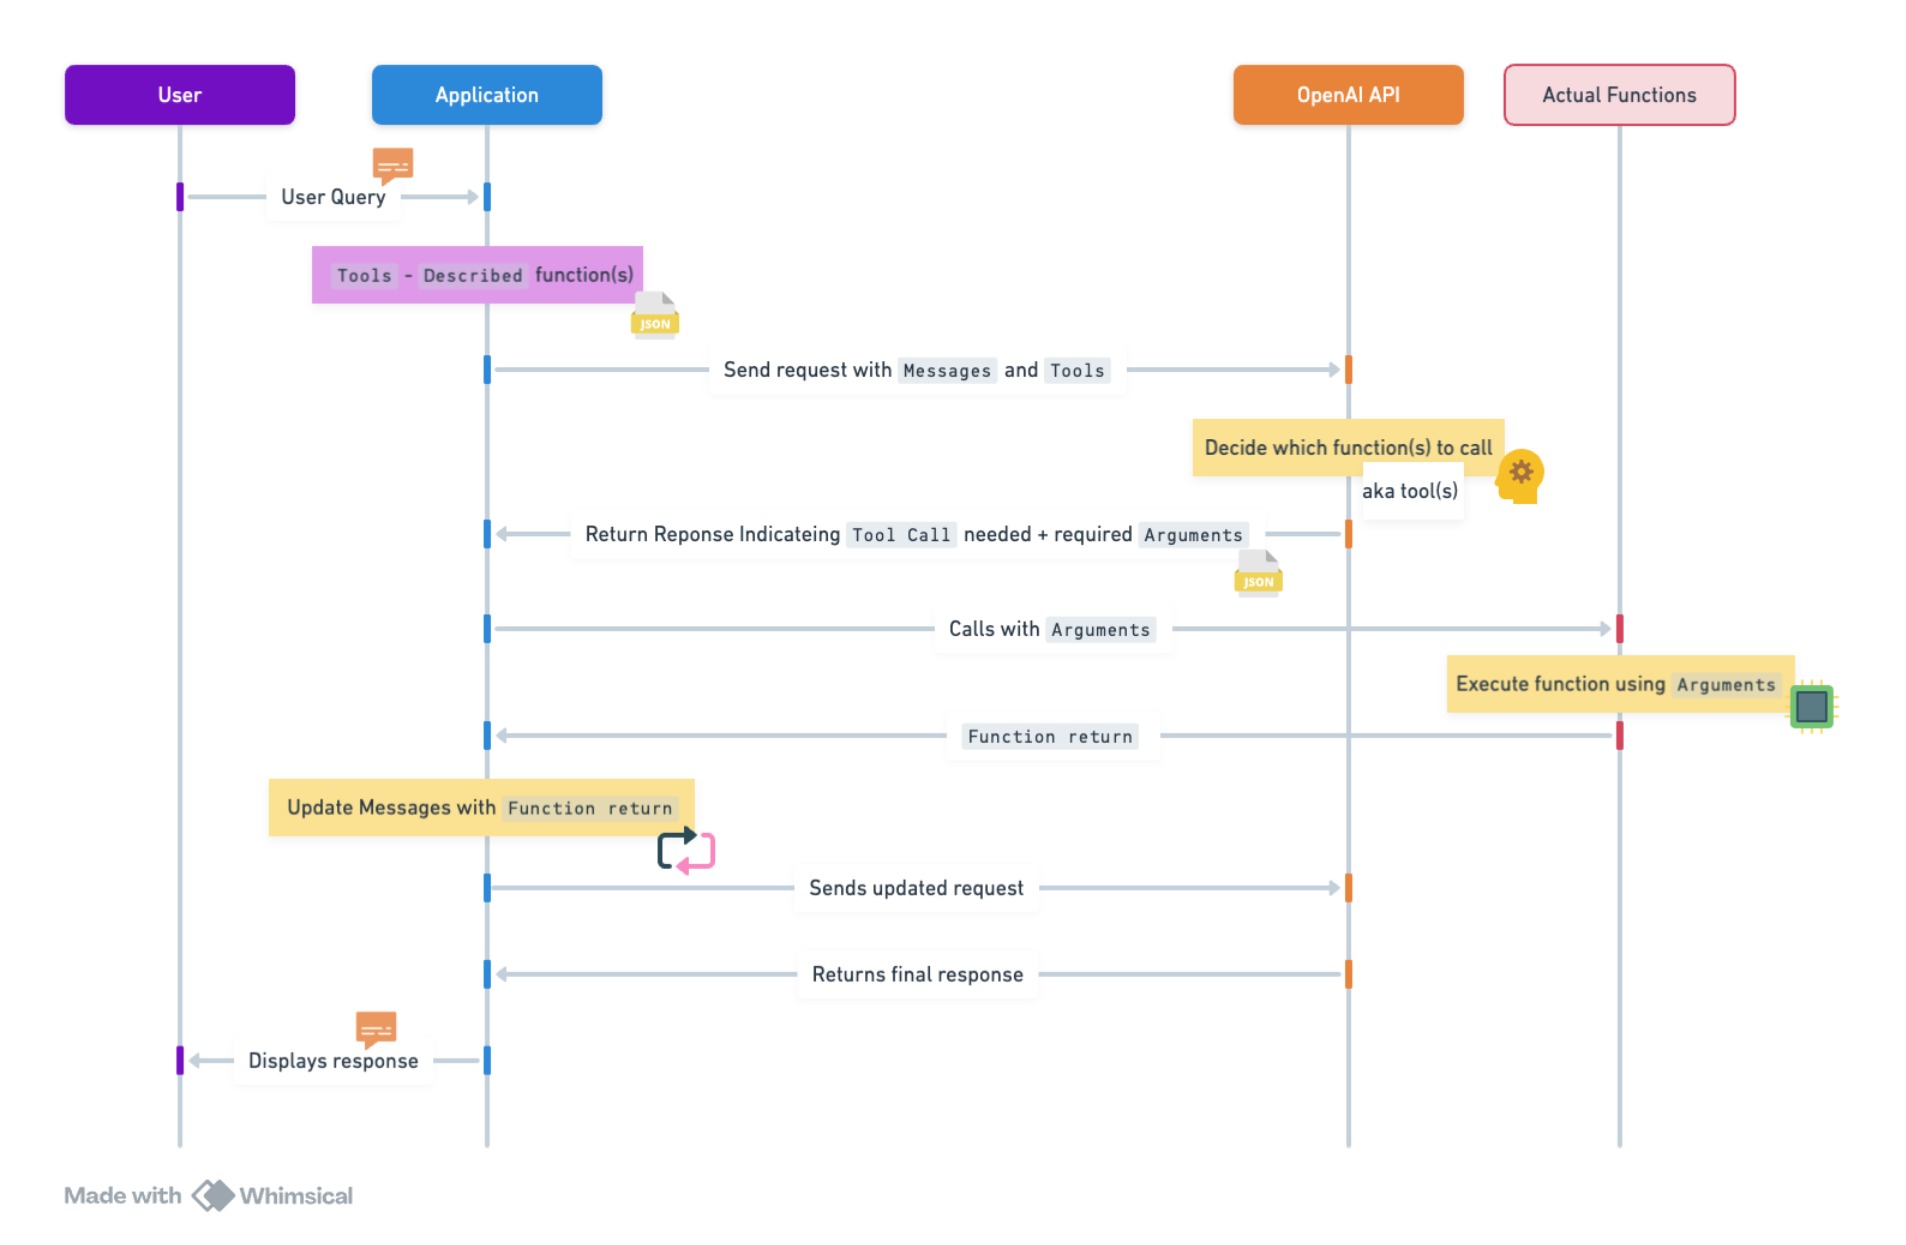 User
Application
OpenAI API
Actual Functions
User Query
Tools - Described function(s)
JSON
Send request with Messages and Tools
Decide which function(s) to call
aka tool(s)
Return Reponse Indicateing Tool Call needed + required Arguments
JSON
Calls with Arguments
Execute function using Arguments
Function return
Update Messages with Function return
Sends updated request
Returns final response
Displays response
Made with Whimsical